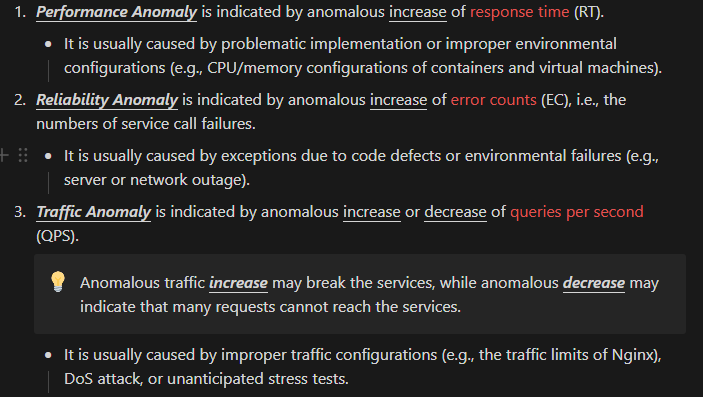 1. Performance Anomaly is indicated by anomalous increase of response time (RT).
• It is usually caused by problematic implementation or improper environmental
configurations (e.g., CPU/memory configurations of containers and virtual machines).
2. Reliability Anomaly is indicated by anomalous increase of error counts (EC), i.e., the
numbers of service call failures.
• It is usually caused by exceptions due to code defects or environmental failures (e.g.,
server or network outage).
3. Traffic Anomaly is indicated by anomalous increase or decrease of queries per second
(QPS).
Anomalous traffic increase may break the services, while anomalous decrease may
indicate that many requests cannot reach the services.
• It is usually caused by improper traffic configurations (e.g., the traffic limits of Nginx),
DoS attack, or unanticipated stress tests.